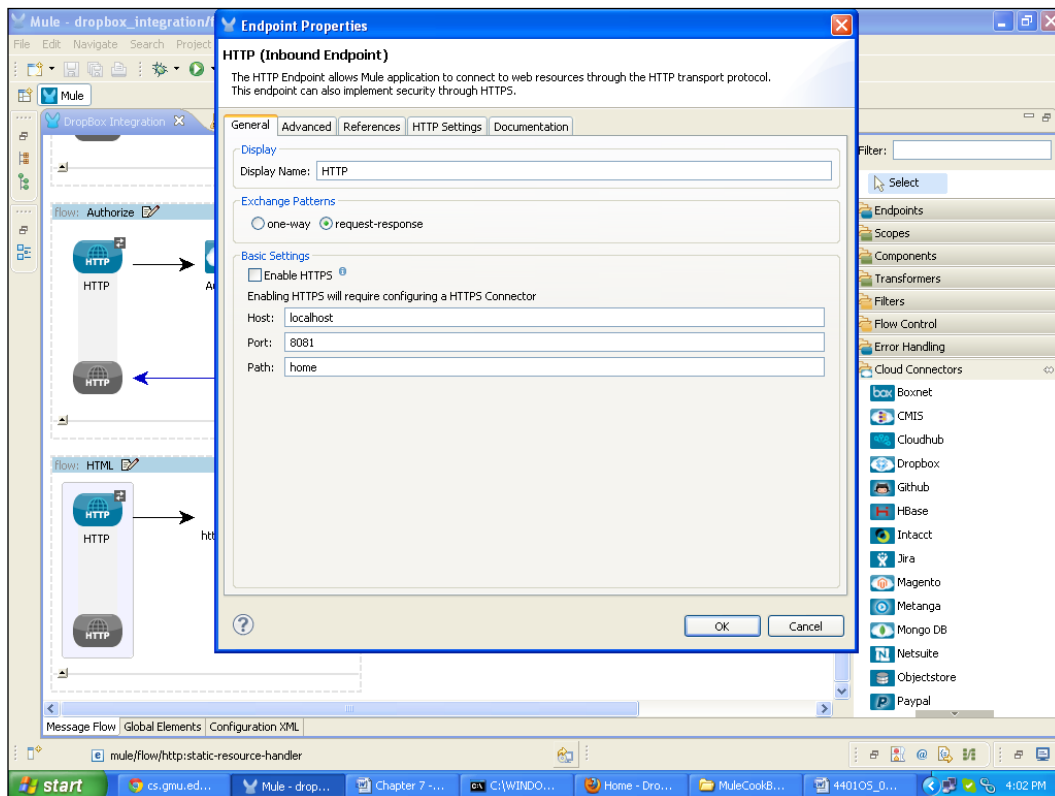 Mule - dropbox_integration/f
File Edit Navigate Search Project
Mule
DropBox Integration
flow: Authorize
HTTP
HTTP
A
HTTP
flow: HTML
HTTP
HTTP
htt
HTTP
Message Flow Global Elements Configuration XML
mule/flow/http:static-resource-handler
Endpoint Properties
HTTP (Inbound Endpoint)
The HTTP Endpoint allows Mule application to connect to web resources through the HTTP transport protocol.
This endpoint can also implement security through HTTPS.
General Advanced References HTTP Settings Documentation
Display
Display Name: HTTP
Exchange Patterns
one-way request-response
Basic Settings
Enable HTTPS
Enabling HTTPS will require configuring a HTTPS Connector
Host: localhost
Port: 8081
Path: home
OK Cancel
Filter:
Select
Endpoints
Scopes
Components
Transformers
Filters
Flow Control
Error Handling
Cloud Connectors
box Boxnet
CMIS
Cloudhub
Dropbox
Github
HBase
Intacct
Jira
Magento
Metanga
Mongo DB
Netsuite
Objectstore
Paypal
start cs.gmu.ed... Mule - drop... Chapter 7 -... C:\WINDO... Home - Dro... MuleCookB... 4401OS_0... 4:02 PM